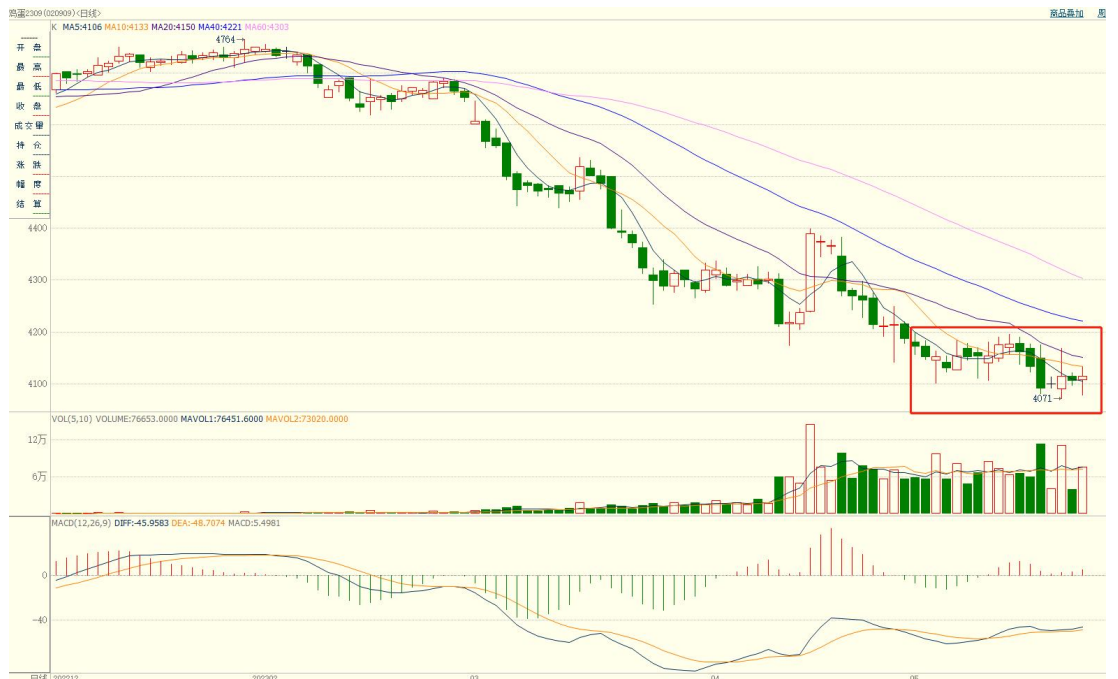 鸡蛋2309(020909)<日线>
商品叠加 周
K MA5:4106 MA10:4133 MA20:4150 MA40:4221 MA60:4303
开 盘
最 高
最 低
收 盘
成交量
持 仓
涨 跌
幅 度
结 算
4764→
4400
4300
4200
4100
4071→
VOL(5,10) VOLUME:76653.0000 MAVOL1:76451.6000 MAVOL2:73020.0000
12万
6万
MACD(12,26,9) DIFF:-45.9583 DEA:-48.7074 MACD:5.4981
0
-40
日线 202212 202302 03 04 05